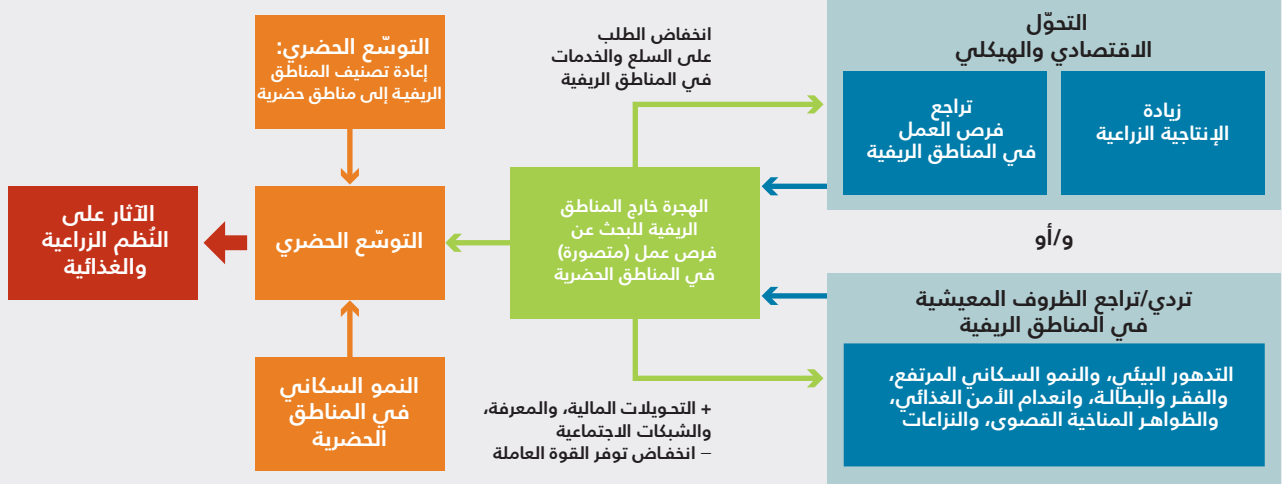 التحوّل
الاقتصادي والهيكلي
زيادة
الإنتاجية الزراعية
تراجع
فرص العمل
في المناطق الريفية
و/أو
تردي/تراجع الظروف المعيشية
في المناطق الريفية
التدهور البيئي، والنمو السكاني المرتفع،
والفقر والبطالة، وانعدام الأمن الغذائي،
والظواهر المناخية القصوى، والنزاعات
انخفاض الطلب
على السلع والخدمات
في المناطق الريفية
الهجرة خارج المناطق
الريفية للبحث عن
فرص عمل (متصورة)
في المناطق الحضرية
+ التحويلات المالية، والمعرفة،
والشبكات الاجتماعية
– انخفاض توفر القوة العاملة
التوسّع الحضري:
إعادة تصنيف المناطق
الريفية إلى مناطق حضرية
التوسّع الحضري
النمو السكاني
في المناطق
الحضرية
الآثار على
النُظم الزراعية
والغذائية